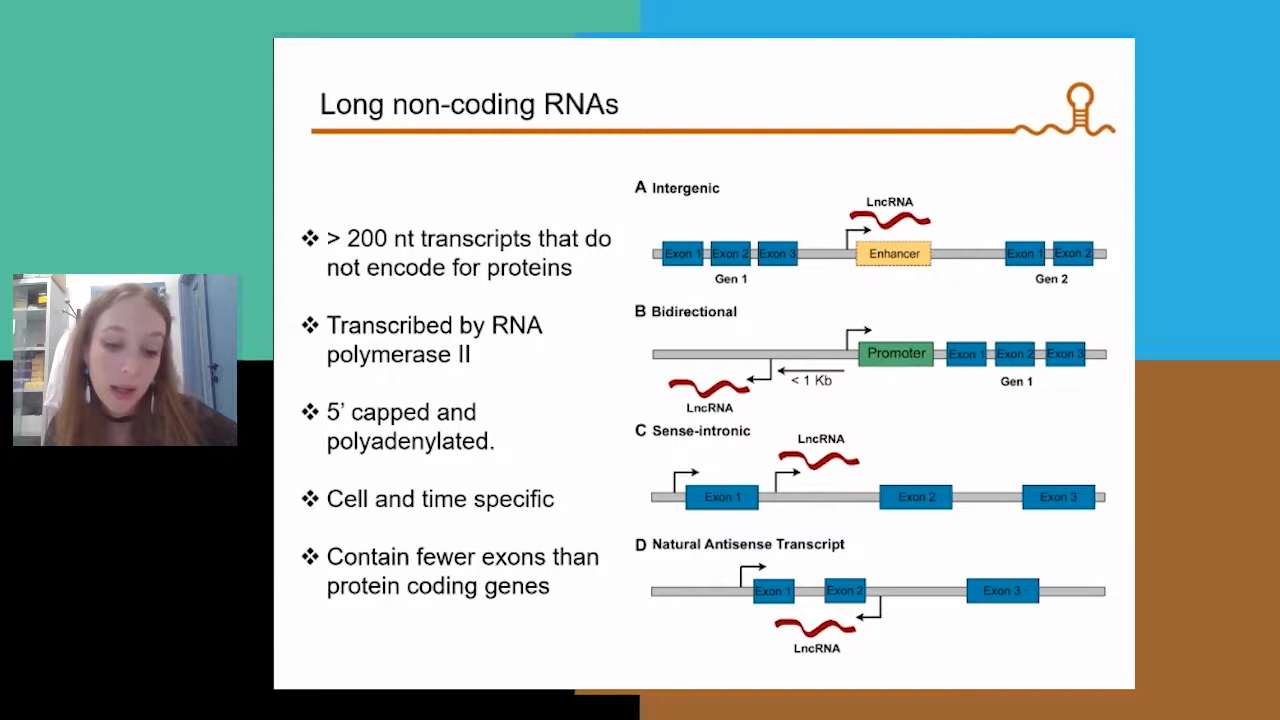 Long non-coding RNAs
❖ > 200 nt transcripts that do
not encode for proteins
❖ Transcribed by RNA
polymerase II
❖ 5’ capped and
polyadenylated.
❖ Cell and time specific
❖ Contain fewer exons than
protein coding genes
A Intergenic
LncRNA
Exon 1 Exon 2 Exon 3 Enhancer Exon 1 Exon 2
Gen 1 Gen 2
B Bidirectional
Promoter Exon 1 Exon 2 Exon 3
< 1 Kb Gen 1
LncRNA
C Sense-intronic
LncRNA
Exon 1 Exon 2 Exon 3
D Natural Antisense Transcript
Exon 1 Exon 2 Exon 3
LncRNA